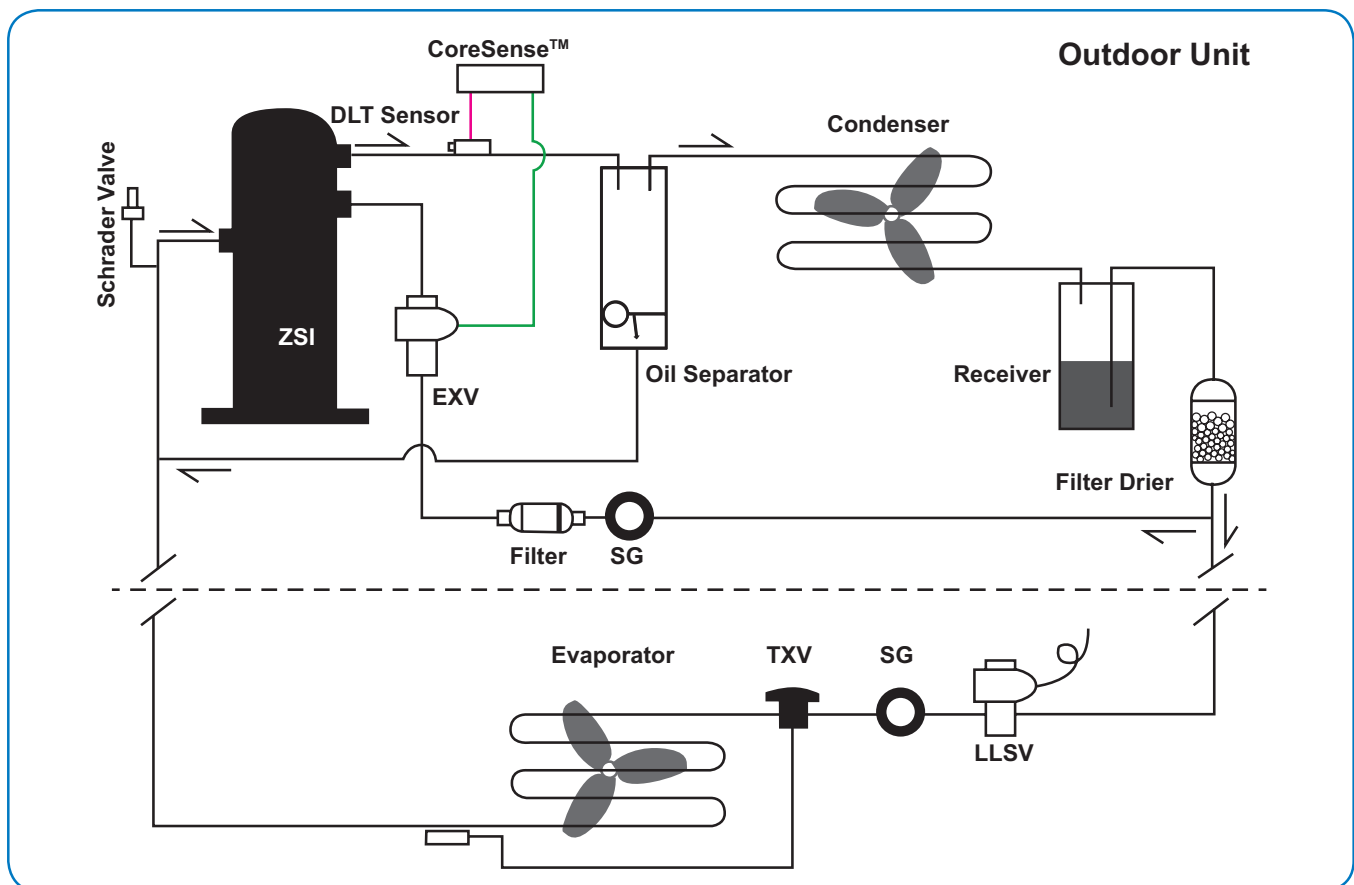 Outdoor Unit
CoreSense™
DLT Sensor
Condenser
Schrader Valve
ZSI
EXV
Oil Separator
Receiver
Filter Drier
Filter
SG
Evaporator
TXV
SG
LLSV